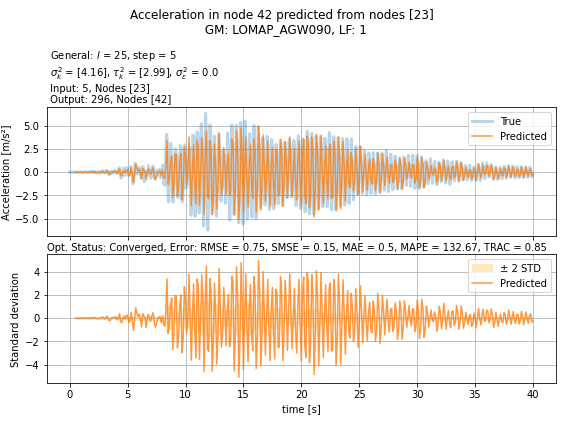 Acceleration in node 42 predicted from nodes [23]
GM: LOMAP_AGW090, LF: 1
General: l = 25, step = 5
σ²ₖ = [4.16], τ²ₖ = [2.99], σ²ε = 0.0
Input: 5, Nodes [23]
Output: 296, Nodes [42]
Acceleration [m/s²]
5.0
2.5
0.0
−2.5
−5.0
True
Predicted
Opt. Status: Converged, Error: RMSE = 0.75, SMSE = 0.15, MAE = 0.5, MAPE = 132.67, TRAC = 0.85
Standard deviation
4
2
0
−2
−4
± 2 STD
Predicted
0 5 10 15 20 25 30 35 40
time [s]